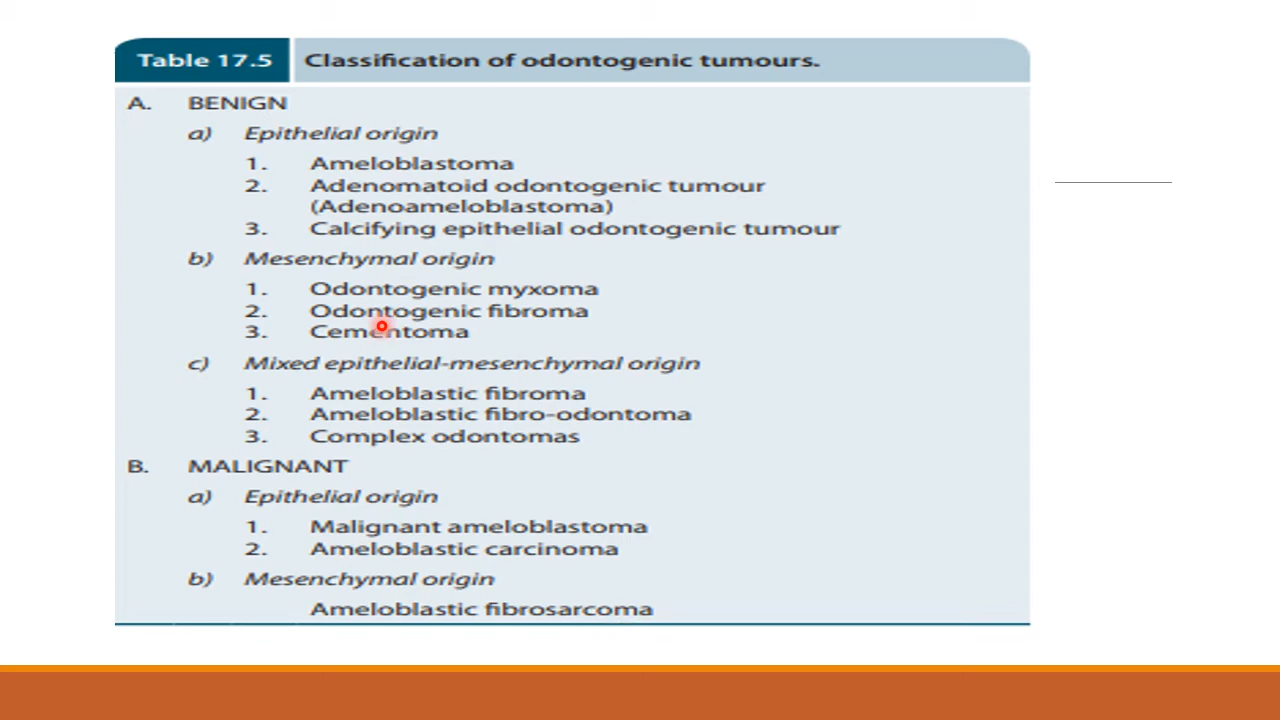 Table 17.5 Classification of odontogenic tumours.
A. BENIGN
a) Epithelial origin
1. Ameloblastoma
2. Adenomatoid odontogenic tumour
(Adenoameloblastoma)
3. Calcifying epithelial odontogenic tumour
b) Mesenchymal origin
1. Odontogenic myxoma
2. Odontogenic fibroma
3. Cementoma
c) Mixed epithelial-mesenchymal origin
1. Ameloblastic fibroma
2. Ameloblastic fibro-odontoma
3. Complex odontomas
B. MALIGNANT
a) Epithelial origin
1. Malignant ameloblastoma
2. Ameloblastic carcinoma
b) Mesenchymal origin
Ameloblastic fibrosarcoma